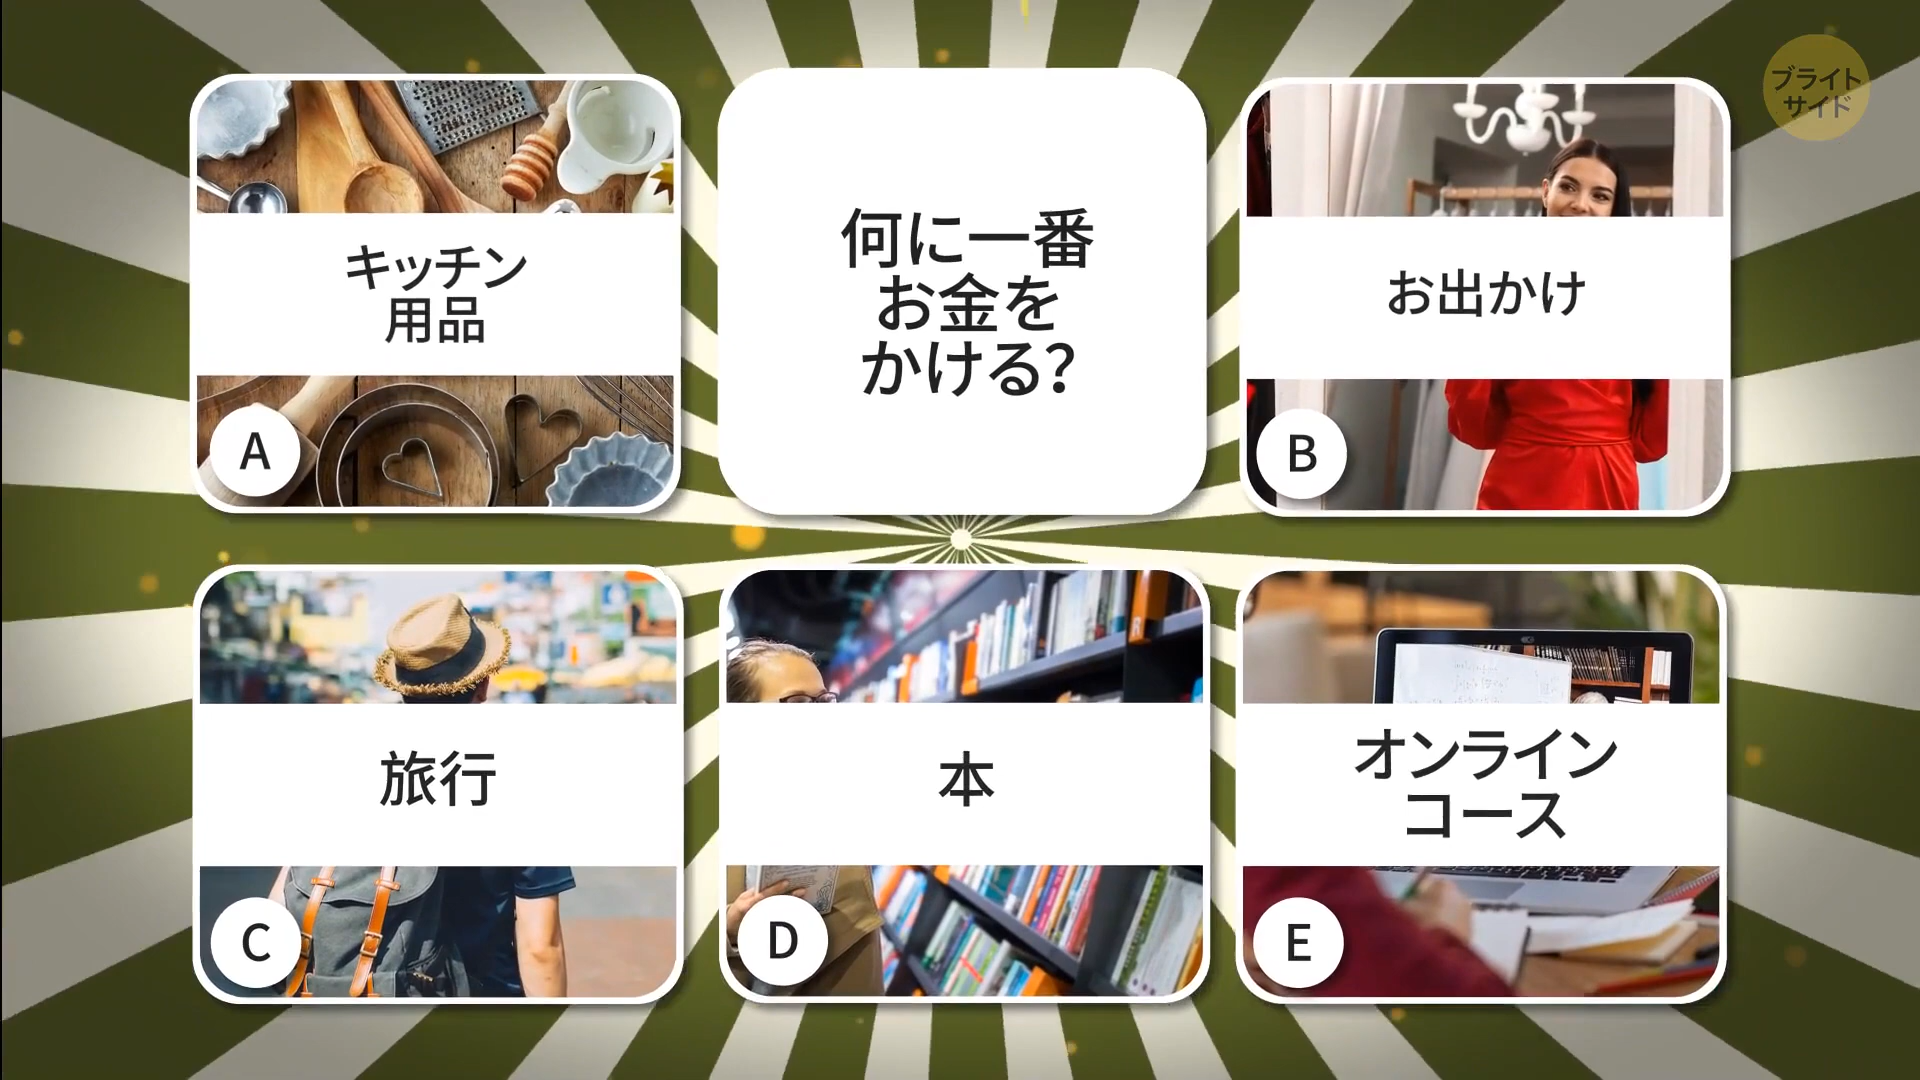 キッチン
用品
A
何に一番
お金を
かける?
お出かけ
B
ブライト
サイド
旅行
C
本
D
オンライン
コース
E